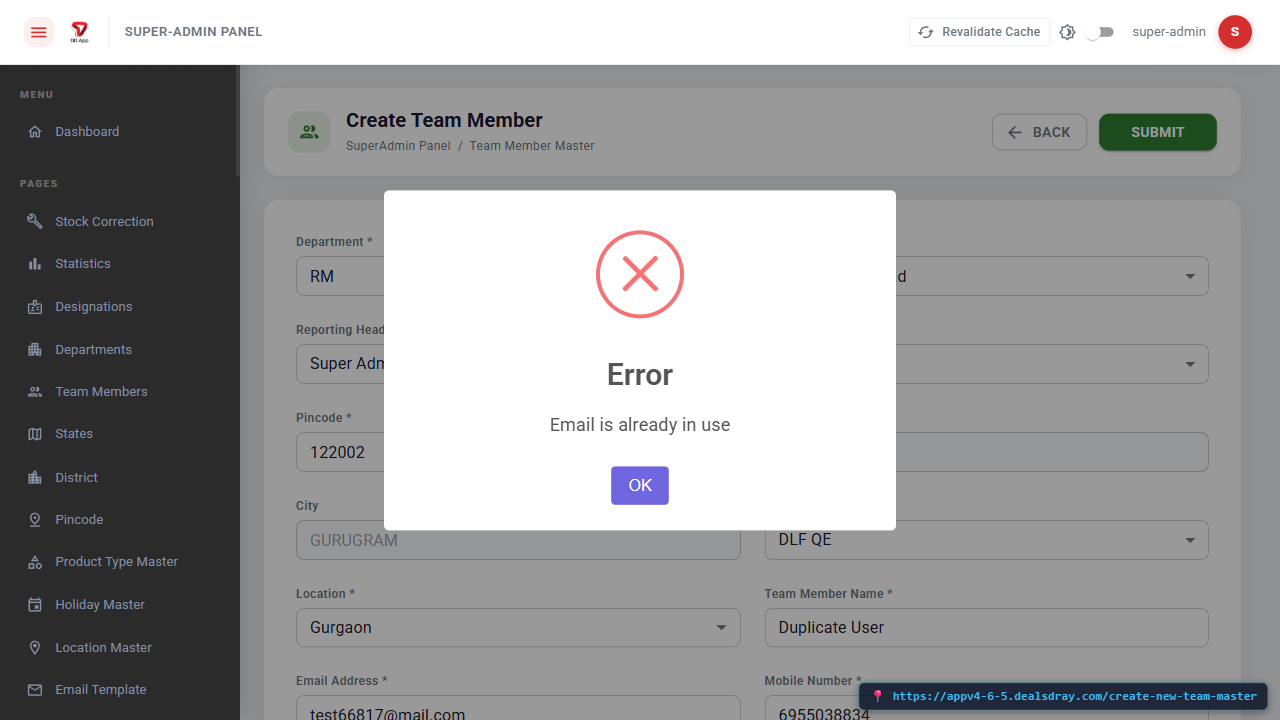 DD App
SUPER-ADMIN PANEL
Revalidate Cache
super-admin
S
MENU
Dashboard
PAGES
Stock Correction
Statistics
Designations
Departments
Team Members
States
District
Pincode
Product Type Master
Holiday Master
Location Master
Email Template
Create Team Member
SuperAdmin Panel / Team Member Master
BACK
SUBMIT
Department *
RM
Reporting Head
Super Adm
Pincode *
122002
City
GURUGRAM
DLF QE
Location *
Gurgaon
Team Member Name *
Duplicate User
Email Address *
test66817@mail.com
Mobile Number *
6955038834
Error
Email is already in use
OK
https://appv4-6-5.dealsdray.com/create-new-team-master